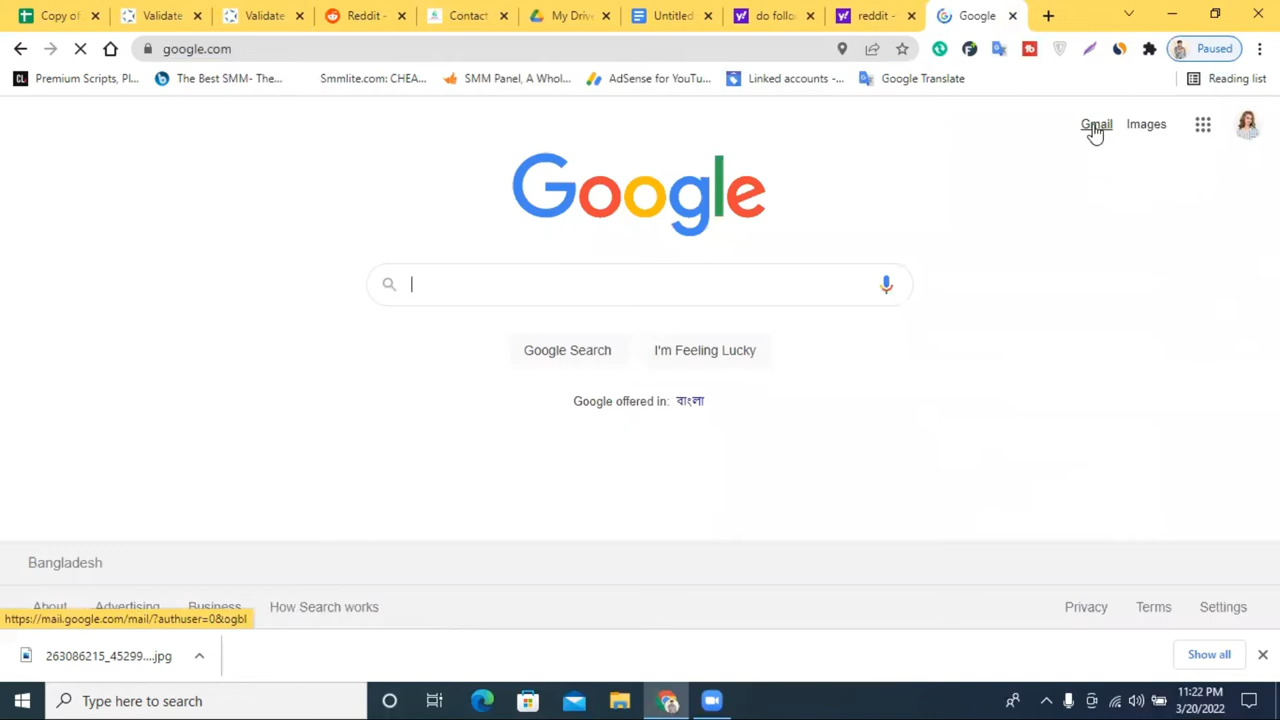 Copy of
Validate
Validate
Reddit -
Contact
My Drive
Untitled
do follo
reddit -
Google
google.com
Paused
Premium Scripts, Pl...
The Best SMM- The...
Smmlite.com: CHEA...
SMM Panel, A Whol...
AdSense for YouTu...
Linked accounts -...
Google Translate
Reading list
Gmail
Images
Google
Google Search
I'm Feeling Lucky
Google offered in: বাংলা
Bangladesh
About
Advertising
Business
How Search works
Privacy
Terms
Settings
https://mail.google.com/mail/?authuser=0&ogbl
263086215_45299....jpg
Show all
Type here to search
11:22 PM
3/20/2022